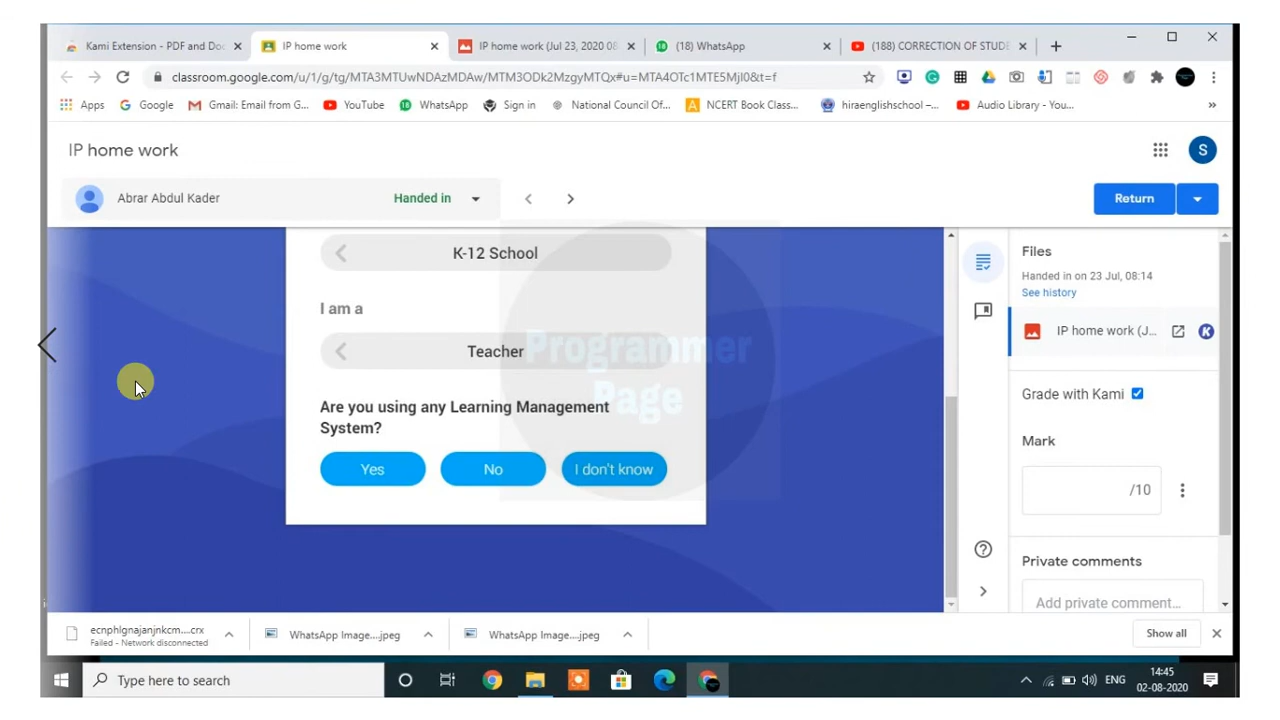 Kami Extension - PDF and Doc
IP home work
IP home work (Jul 23, 2020 08
(18) WhatsApp
(188) CORRECTION OF STUDE
classroom.google.com/u/1/g/tg/MTA3MTUwNDAzMDAw/MTM3ODk2MzgyMTQx#u=MTA4OTc1MTE5MjI0&t=f
Apps
Google
Gmail: Email from G...
YouTube
WhatsApp
Sign in
National Council Of...
NCERT Book Class...
hiraenglishschool –...
Audio Library - You...
»
IP home work
S
Abrar Abdul Kader
Handed in
Return
K-12 School
I am a
Teacher
Are you using any Learning Management
System?
Yes
No
I don't know
Programmer
Page
Files
Handed in on 23 Jul, 08:14
See history
IP home work (J...
Grade with Kami
Mark
/10
Private comments
Add private comment...
ecnphlgnajanjnkcm....crx
Failed - Network disconnected
WhatsApp Image....jpeg
WhatsApp Image....jpeg
Show all
Type here to search
ENG
14:45
02-08-2020